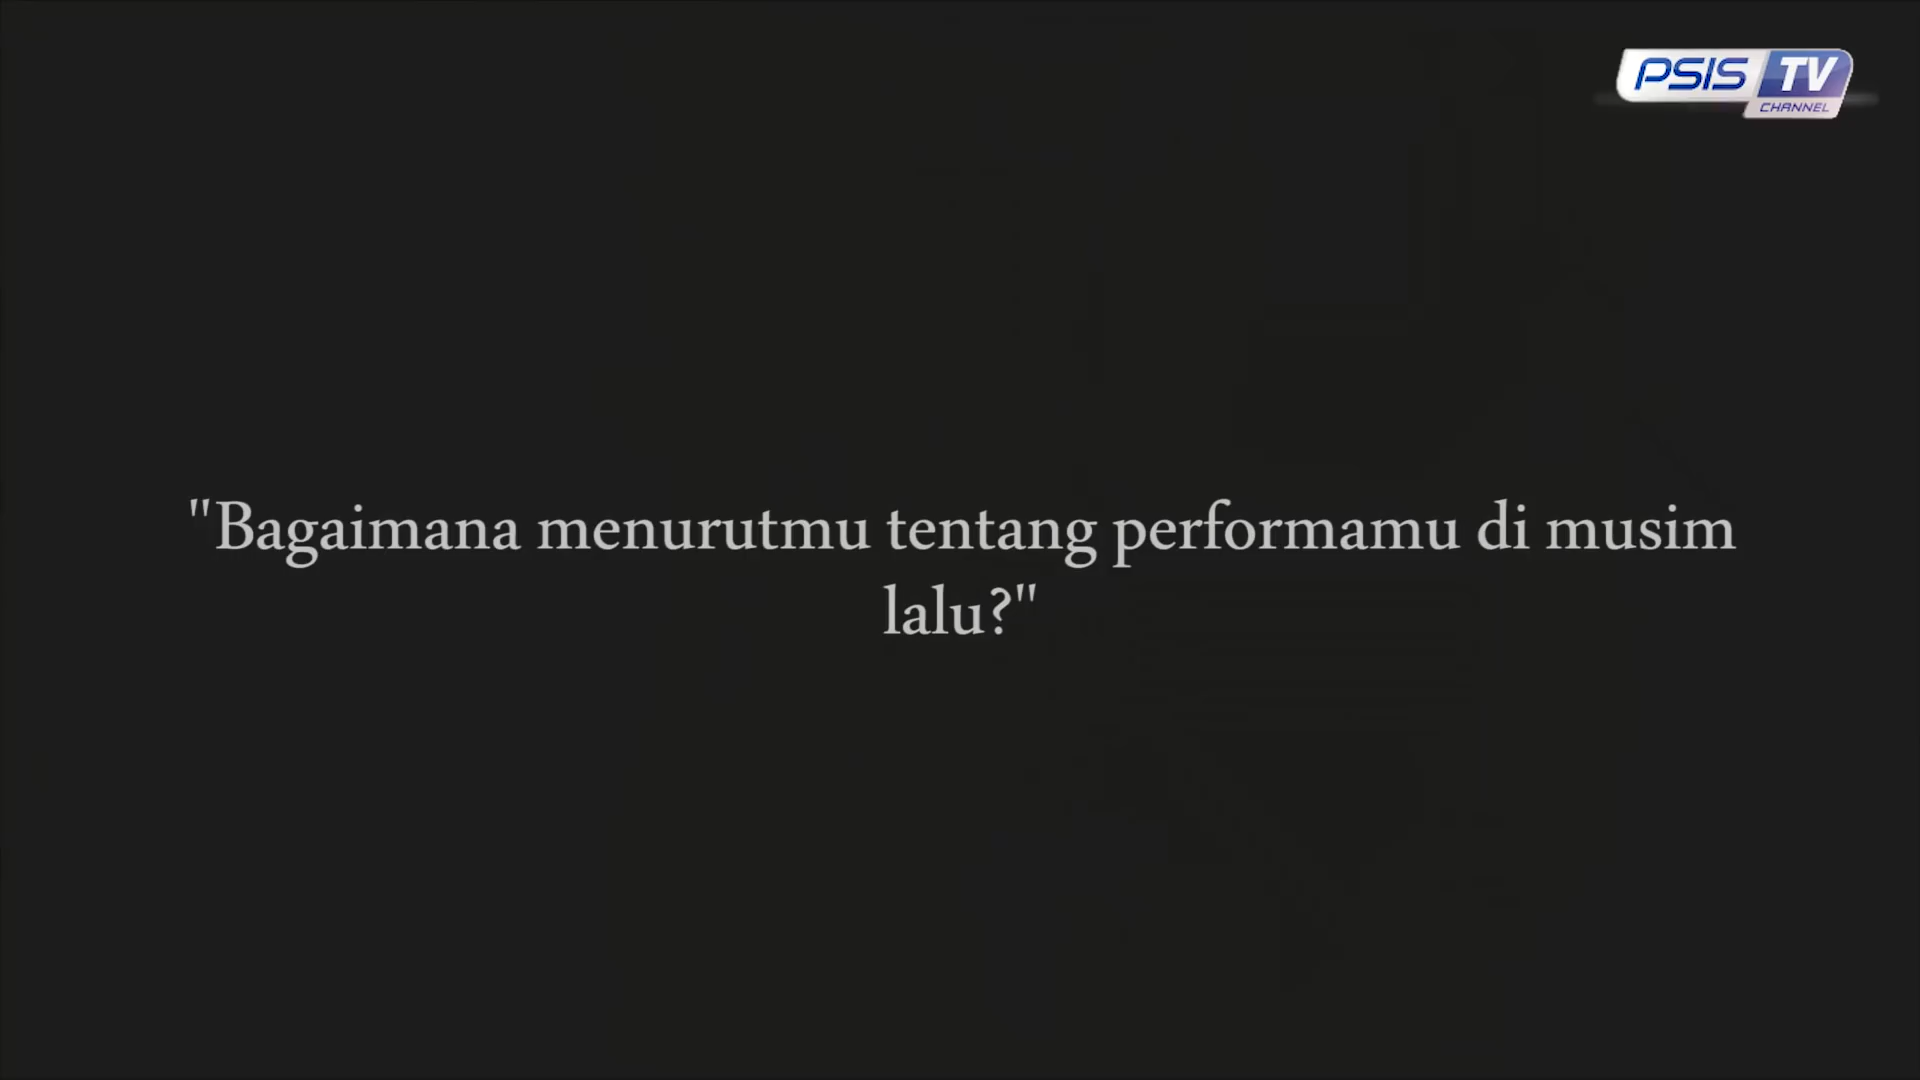 PSIS TV
CHANNEL
"Bagaimana menurutmu tentang performamu di musim
lalu?"